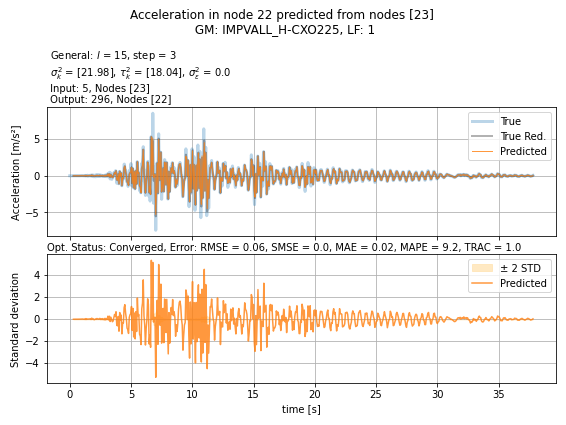 Acceleration in node 22 predicted from nodes [23]
GM: IMPVALL_H-CXO225, LF: 1
General: l = 15, step = 3
σ²ₖ = [21.98], τ²ₖ = [18.04], σ²ε = 0.0
Input: 5, Nodes [23]
Output: 296, Nodes [22]
True
True Red.
Predicted
Acceleration [m/s²]
5
0
−5
Opt. Status: Converged, Error: RMSE = 0.06, SMSE = 0.0, MAE = 0.02, MAPE = 9.2, TRAC = 1.0
± 2 STD
Predicted
Standard deviation
4
2
0
−2
−4
0 5 10 15 20 25 30 35
time [s]